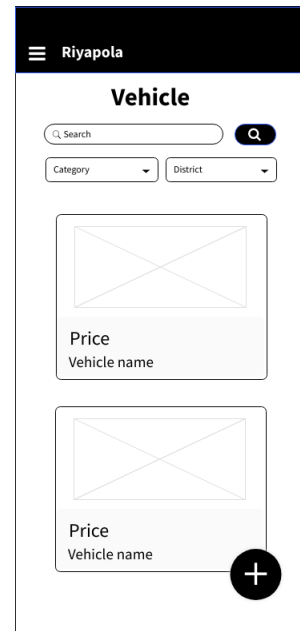 Riyapola
Vehicle
Search
Category District
Price
Vehicle name
Price
Vehicle name